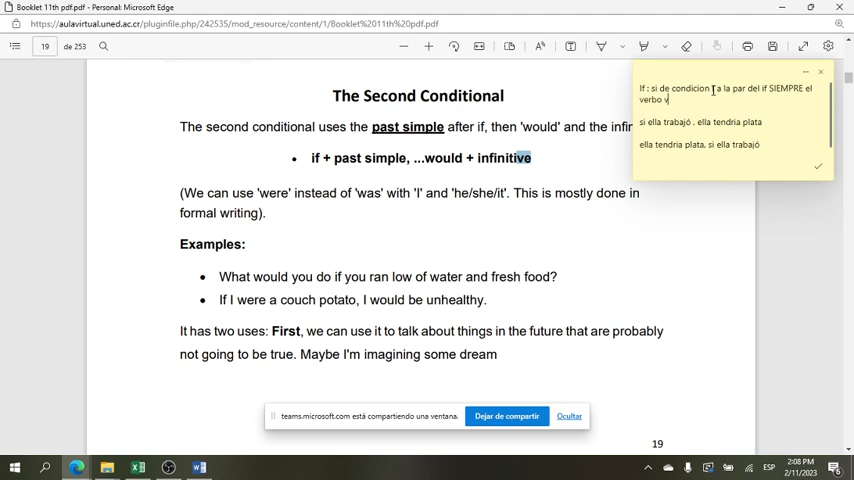 Booklet 11th pdf.pdf - Personal: Microsoft Edge
https://aulavirtual.uned.ac.cr/pluginfile.php/242535/mod_resource/content/1/Booklet%2011th%20pdf.pdf
19 de 253
The Second Conditional
The second conditional uses the past simple after if, then 'would' and the infin
• if + past simple, ...would + infinitive
(We can use 'were' instead of 'was' with 'I' and 'he/she/it'. This is mostly done in
formal writing).
Examples:
• What would you do if you ran low of water and fresh food?
• If I were a couch potato, I would be unhealthy.
It has two uses: First, we can use it to talk about things in the future that are probably
not going to be true. Maybe I'm imagining some dream
19
If : si de condicion a la par del if SIEMPRE el
verbo v
si ella trabajó , ella tendria plata
ella tendria plata, si ella trabajó
teams.microsoft.com está compartiendo una ventana. Dejar de compartir Ocultar
ESP
2:08 PM
2/11/2023